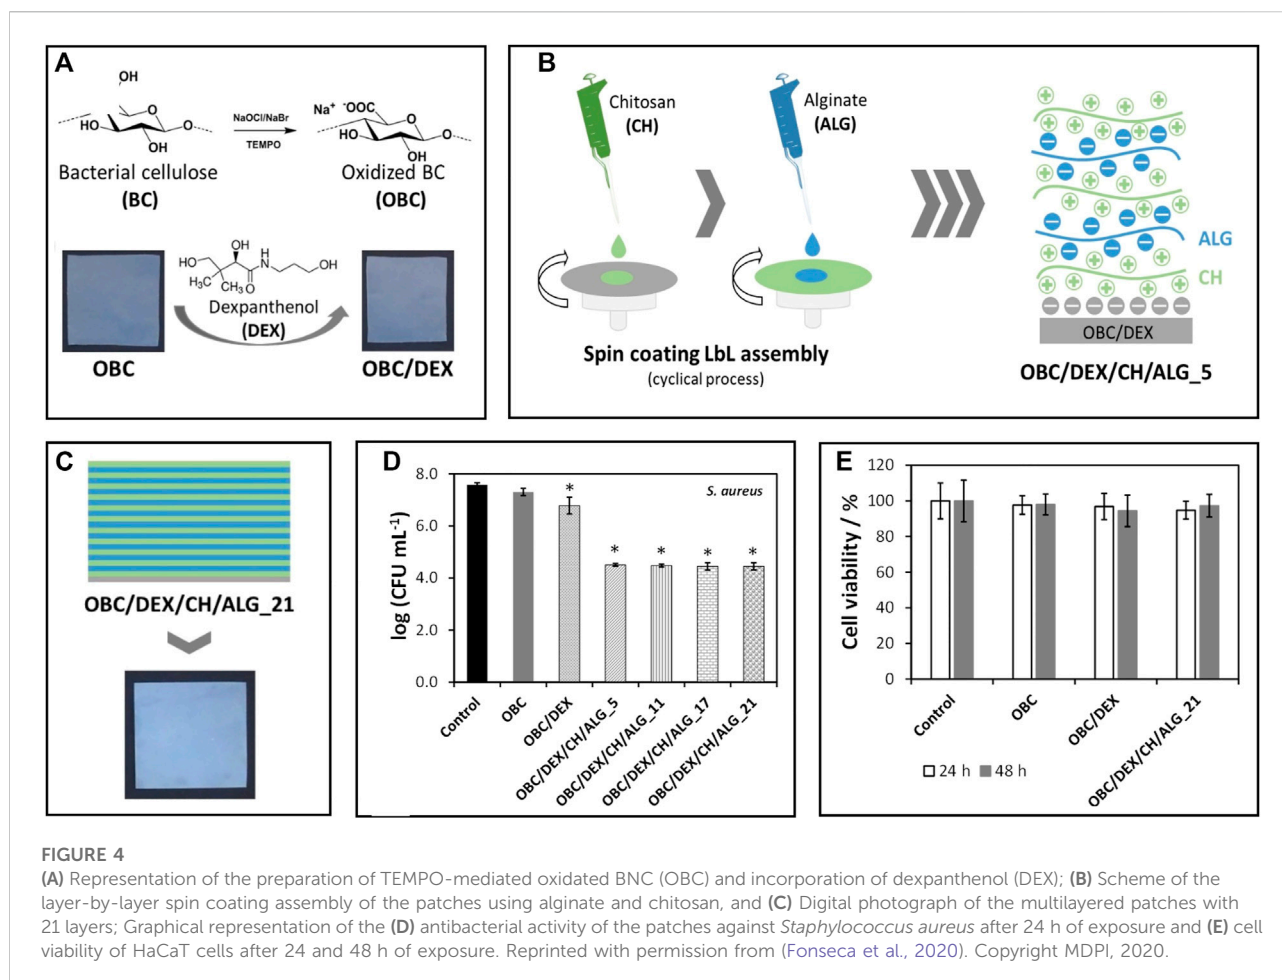 A
OH
O
HO
OH
O
NaOCl/NaBr
TEMPO
Na⁺ ⁻OOC
O
HO
OH
O
Bacterial cellulose
(BC)
Oxidized BC
(OBC)
OH
HO
H₃C
CH₃
O
H
N
OH
Dexpanthenol
(DEX)
OBC
OBC/DEX
B
Chitosan
(CH)
Alginate
(ALG)
Spin coating LbL assembly
(cyclical process)
ALG
CH
OBC/DEX
OBC/DEX/CH/ALG_5
C
OBC/DEX/CH/ALG_21
D
S. aureus
log (CFU mL⁻¹)
8.0
6.0
4.0
2.0
0.0
* * * * *
Control
OBC
OBC/DEX
OBC/DEX/CH/ALG_5
OBC/DEX/CH/ALG_11
OBC/DEX/CH/ALG_17
OBC/DEX/CH/ALG_21
E
Cell viability / %
120
100
80
60
40
20
0
Control
OBC
OBC/DEX
OBC/DEX/CH/ALG_21
24 h 48 h
FIGURE 4
(A) Representation of the preparation of TEMPO-mediated oxidated BNC (OBC) and incorporation of dexpanthenol (DEX); (B) Scheme of the
layer-by-layer spin coating assembly of the patches using alginate and chitosan, and (C) Digital photograph of the multilayered patches with
21 layers; Graphical representation of the (D) antibacterial activity of the patches against Staphylococcus aureus after 24 h of exposure and (E) cell
viability of HaCaT cells after 24 and 48 h of exposure. Reprinted with permission from (Fonseca et al., 2020). Copyright MDPI, 2020.